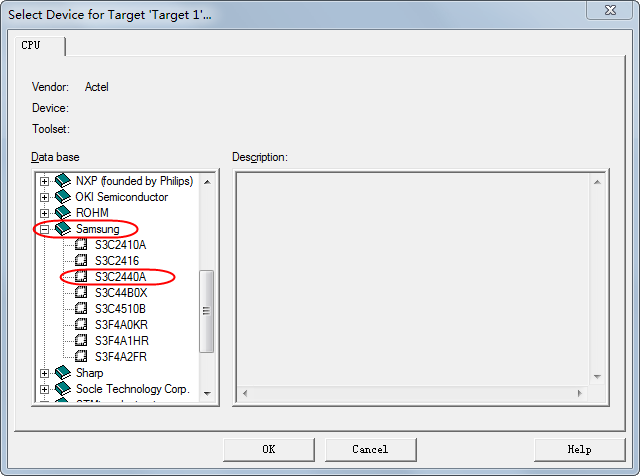 Select Device for Target 'Target 1'...
CPU
Vendor: Actel
Device:
Toolset:
Data base
Description:
NXP (founded by Philips)
OKI Semiconductor
ROHM
Samsung
S3C2410A
S3C2416
S3C2440A
S3C44B0X
S3C4510B
S3F4A0KR
S3F4A1HR
S3F4A2FR
Sharp
Socle Technology Corp.
OK
Cancel
Help